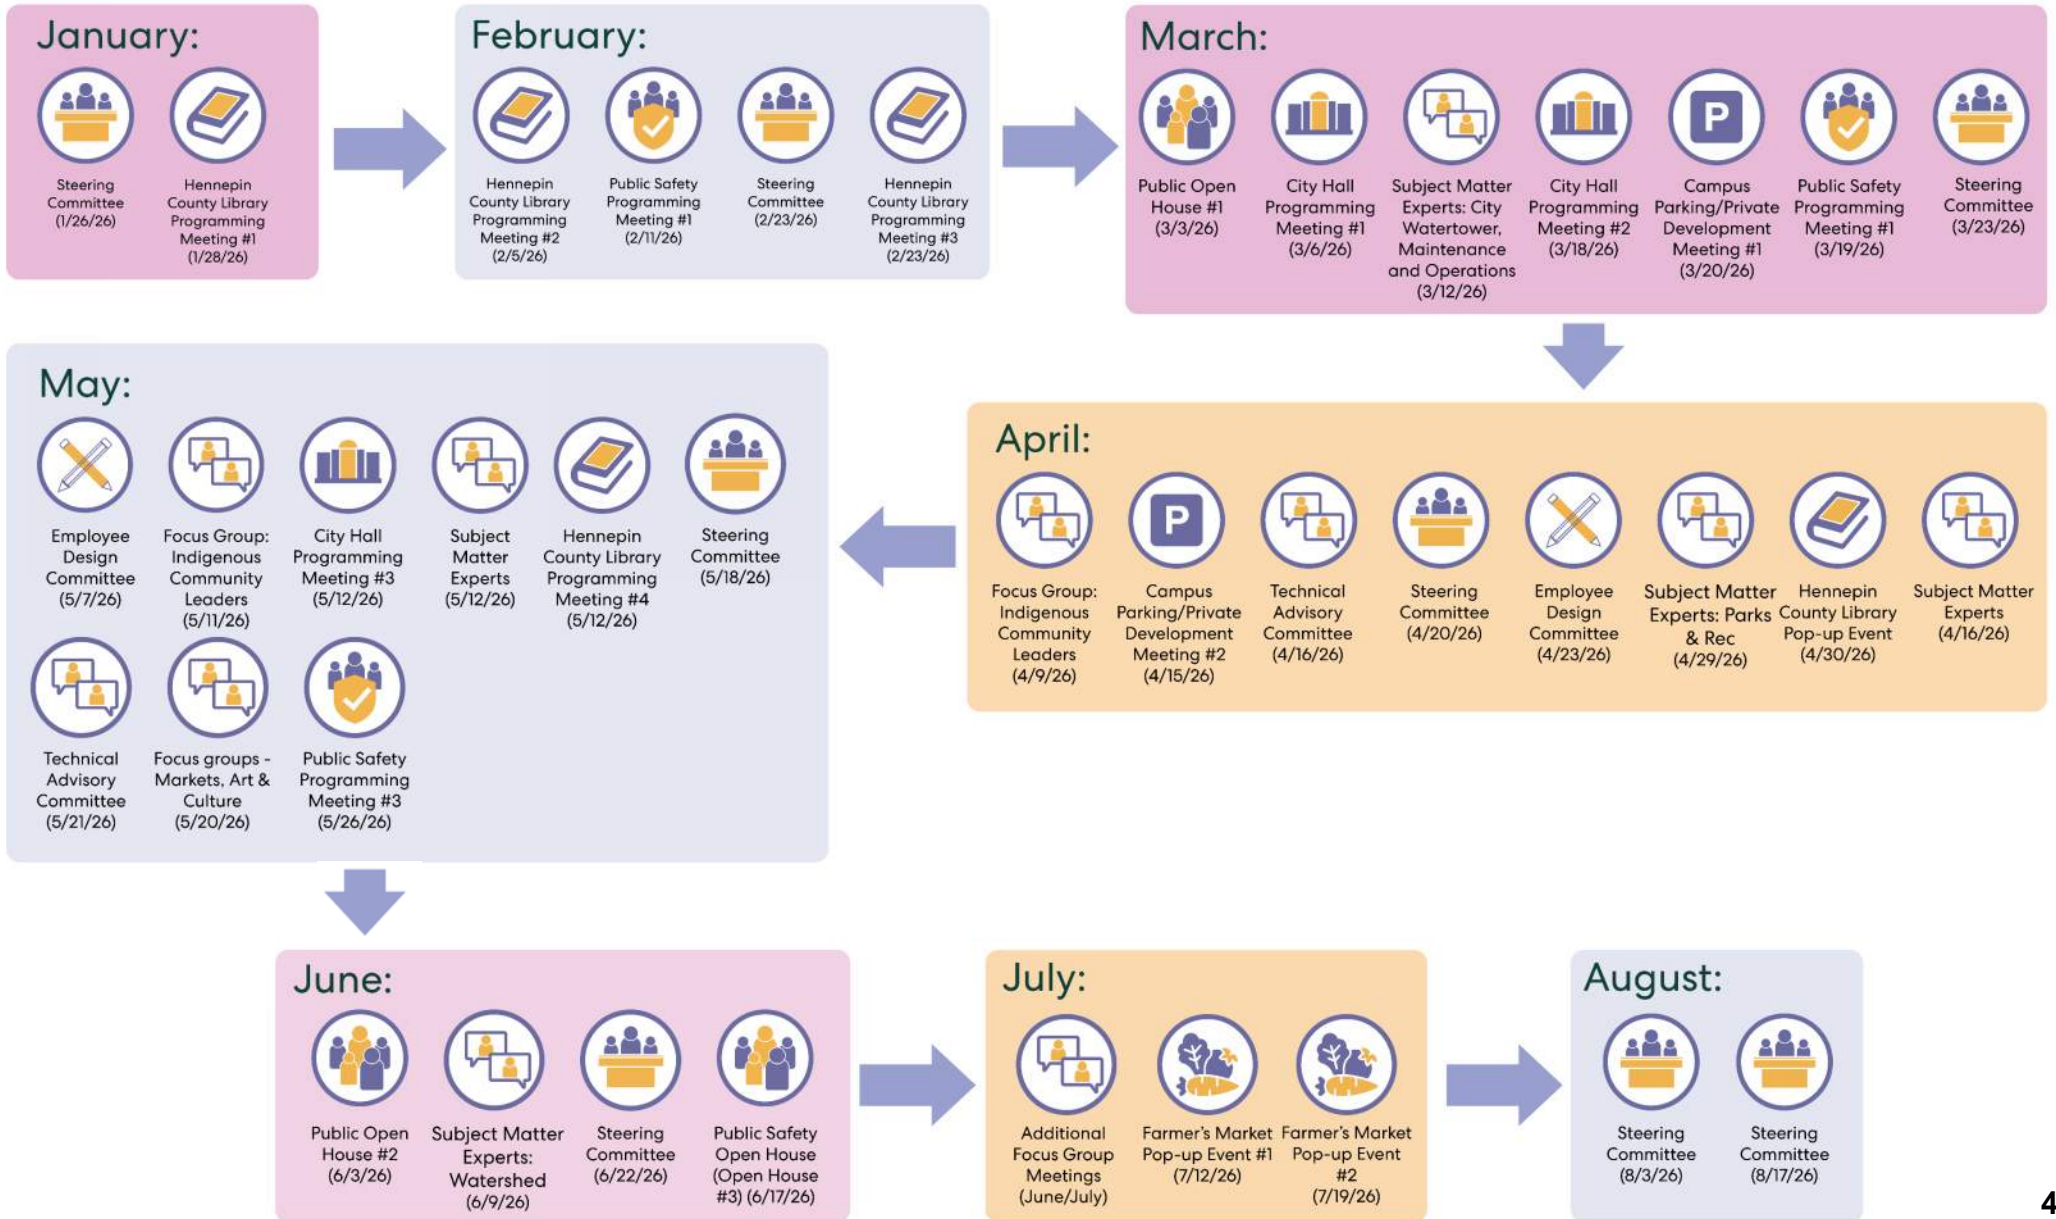 January:
Steering
Committee
(1/26/26)
Hennepin
County Library
Programming
Meeting #1
(1/28/26)
February:
Hennepin
County Library
Programming
Meeting #2
(2/5/26)
Public Safety
Programming
Meeting #1
(2/11/26)
Steering
Committee
(2/23/26)
Hennepin
County Library
Programming
Meeting #3
(2/23/26)
March:
Public Open
House #1
(3/3/26)
City Hall
Programming
Meeting #1
(3/6/26)
Subject Matter
Experts: City
Watertower,
Maintenance
and Operations
(3/12/26)
City Hall
Programming
Meeting #2
(3/18/26)
P
Campus
Parking/Private
Development
Meeting #1
(3/20/26)
Public Safety
Programming
Meeting #1
(3/19/26)
Steering
Committee
(3/23/26)
April:
Focus Group:
Indigenous
Community
Leaders
(4/9/26)
P
Campus
Parking/Private
Development
Meeting #2
(4/15/26)
Technical
Advisory
Committee
(4/16/26)
Steering
Committee
(4/20/26)
Employee
Design
Committee
(4/23/26)
Subject Matter
Experts: Parks
& Rec
(4/29/26)
Hennepin
County Library
Pop-up Event
(4/30/26)
Subject Matter
Experts
(4/16/26)
May:
Employee
Design
Committee
(5/7/26)
Focus Group:
Indigenous
Community
Leaders
(5/11/26)
City Hall
Programming
Meeting #3
(5/12/26)
Subject
Matter
Experts
(5/12/26)
Hennepin
County Library
Programming
Meeting #4
(5/12/26)
Steering
Committee
(5/18/26)
Technical
Advisory
Committee
(5/21/26)
Focus groups -
Markets, Art &
Culture
(5/20/26)
Public Safety
Programming
Meeting #3
(5/26/26)
June:
Public Open
House #2
(6/3/26)
Subject Matter
Experts:
Watershed
(6/9/26)
Steering
Committee
(6/22/26)
Public Safety
Open House
(Open House
#3) (6/17/26)
July:
Additional
Focus Group
Meetings
(June/July)
Farmer's Market
Pop-up Event #1
(7/12/26)
Farmer's Market
Pop-up Event
#2
(7/19/26)
August:
Steering
Committee
(8/3/26)
Steering
Committee
(8/17/26)
4